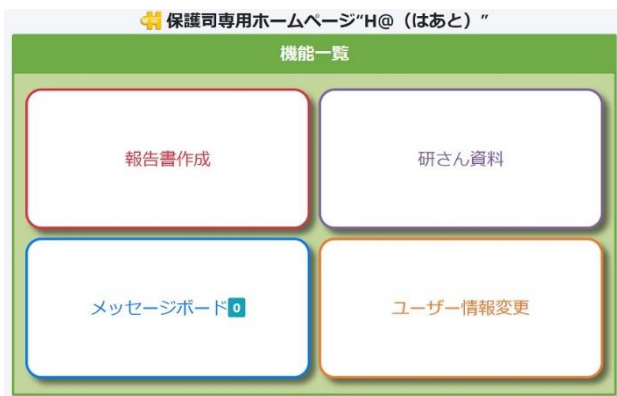 保護司専用ホームページ“H@（はあと）”
機能一覧
報告書作成
研さん資料
メッセージボード0
ユーザー情報変更